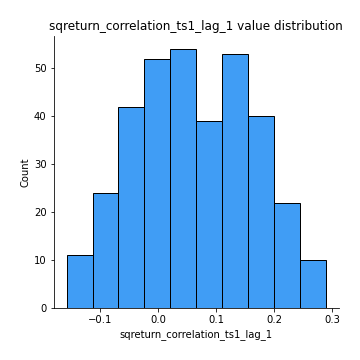 sqreturn_correlation_ts1_lag_1 value distribution
Count
50
40
30
20
10
0
−0.1 0.0 0.1 0.2 0.3
sqreturn_correlation_ts1_lag_1